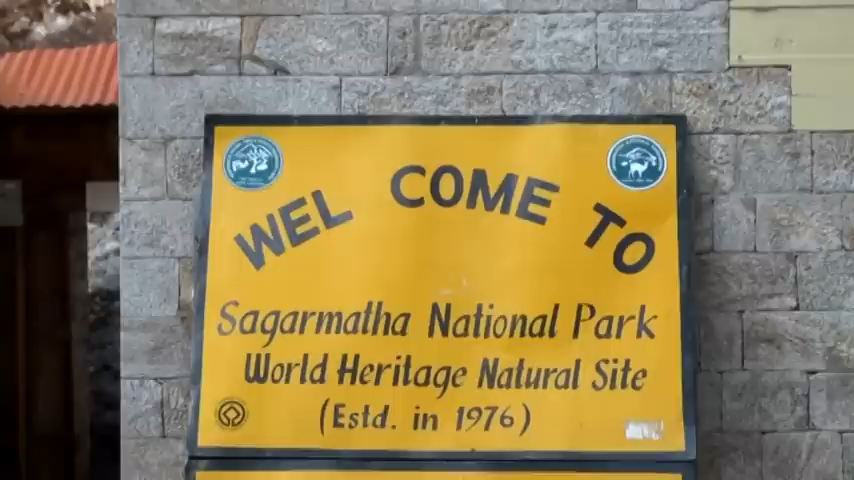 WEL COME TO
Sagarmatha National Park
World Heritage Natural Site
(Estd. in 1976)